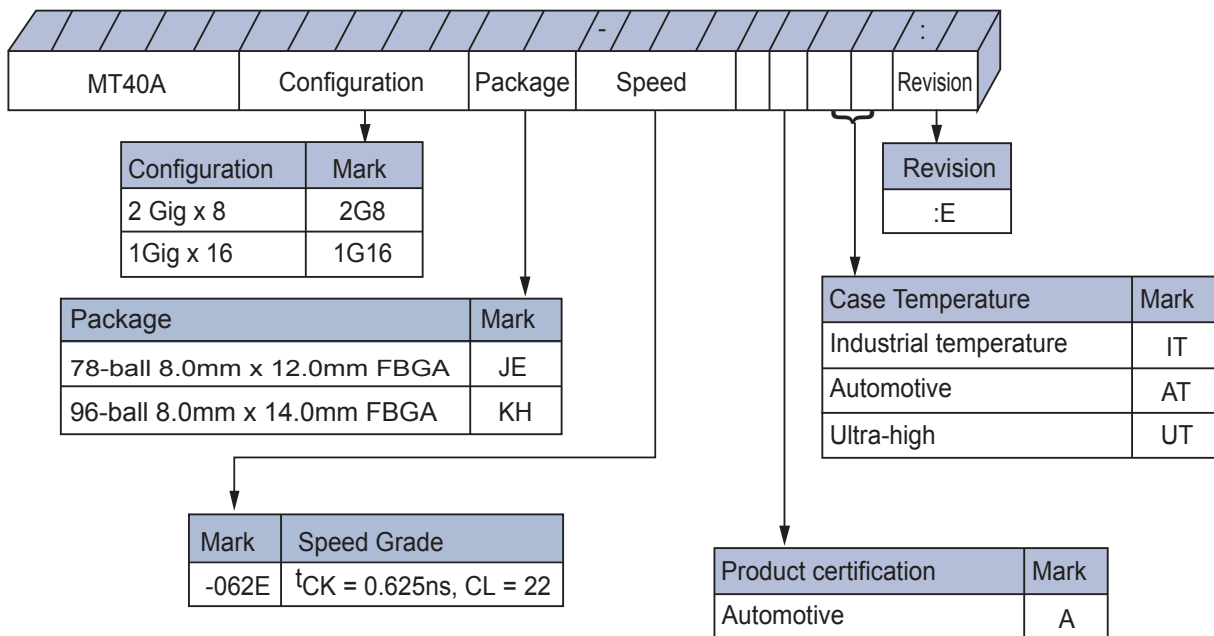 - :
MT40A Configuration Package Speed Revision
Configuration Mark
2 Gig x 8 2G8
1Gig x 16 1G16
Revision
:E
Package Mark
78-ball 8.0mm x 12.0mm FBGA JE
96-ball 8.0mm x 14.0mm FBGA KH
Case Temperature Mark
Industrial temperature IT
Automotive AT
Ultra-high UT
Mark Speed Grade
-062E tCK = 0.625ns, CL = 22
Product certification Mark
Automotive A